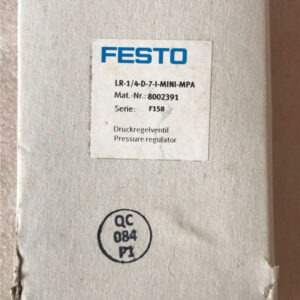 FESTO
LR-1/4-D-7-I-MINI-MPA
Mat.-Nr.: 8002391
Serie: F158
Druckregelventil
Pressure regulator
QC
084
P1